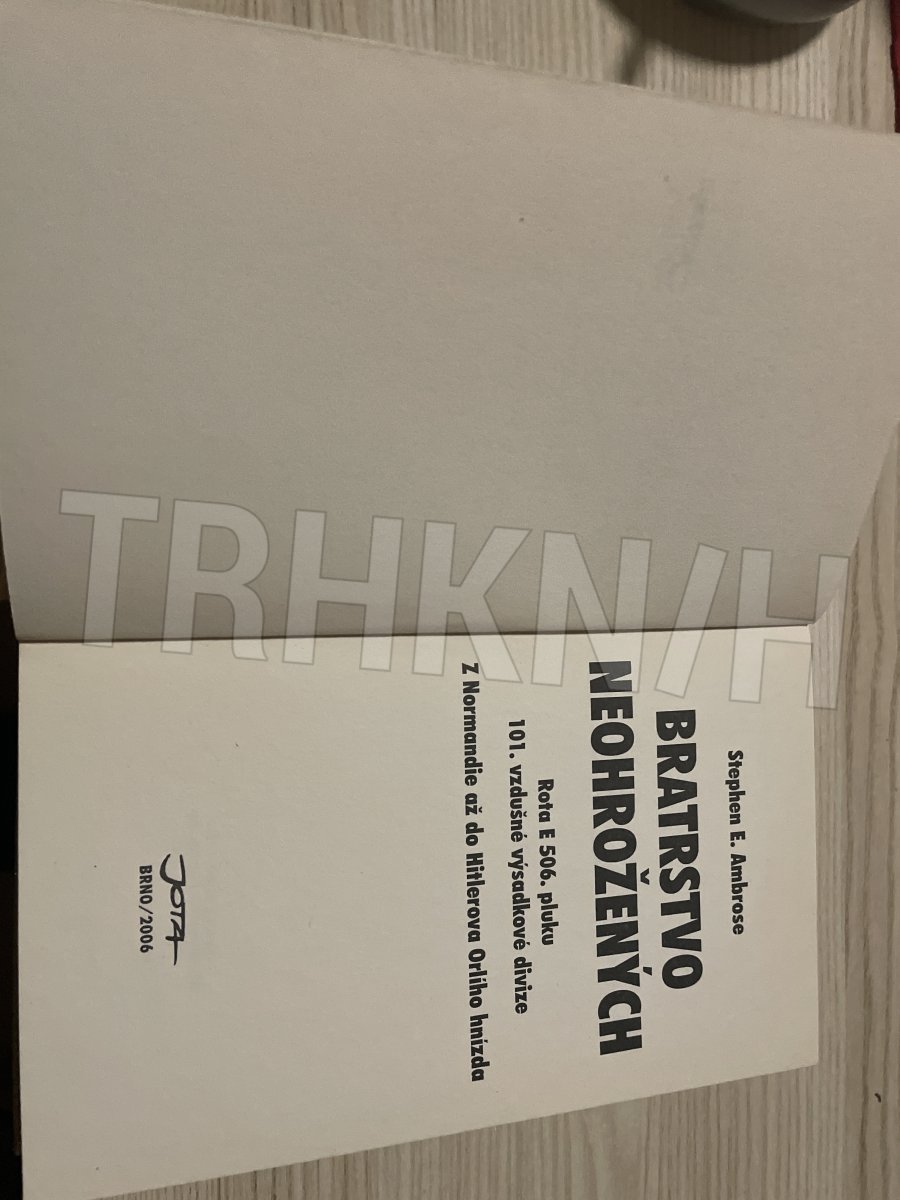 Stephen E. Ambrose
BRATRSTVO
NEOHROŽENÝCH
Rota E 506. pluku
101. vzdušné výsadkové divize
Z Normandie až do Hitlerova Orlího hnízda
JOTA
BRNO/2006
TRHKN/H